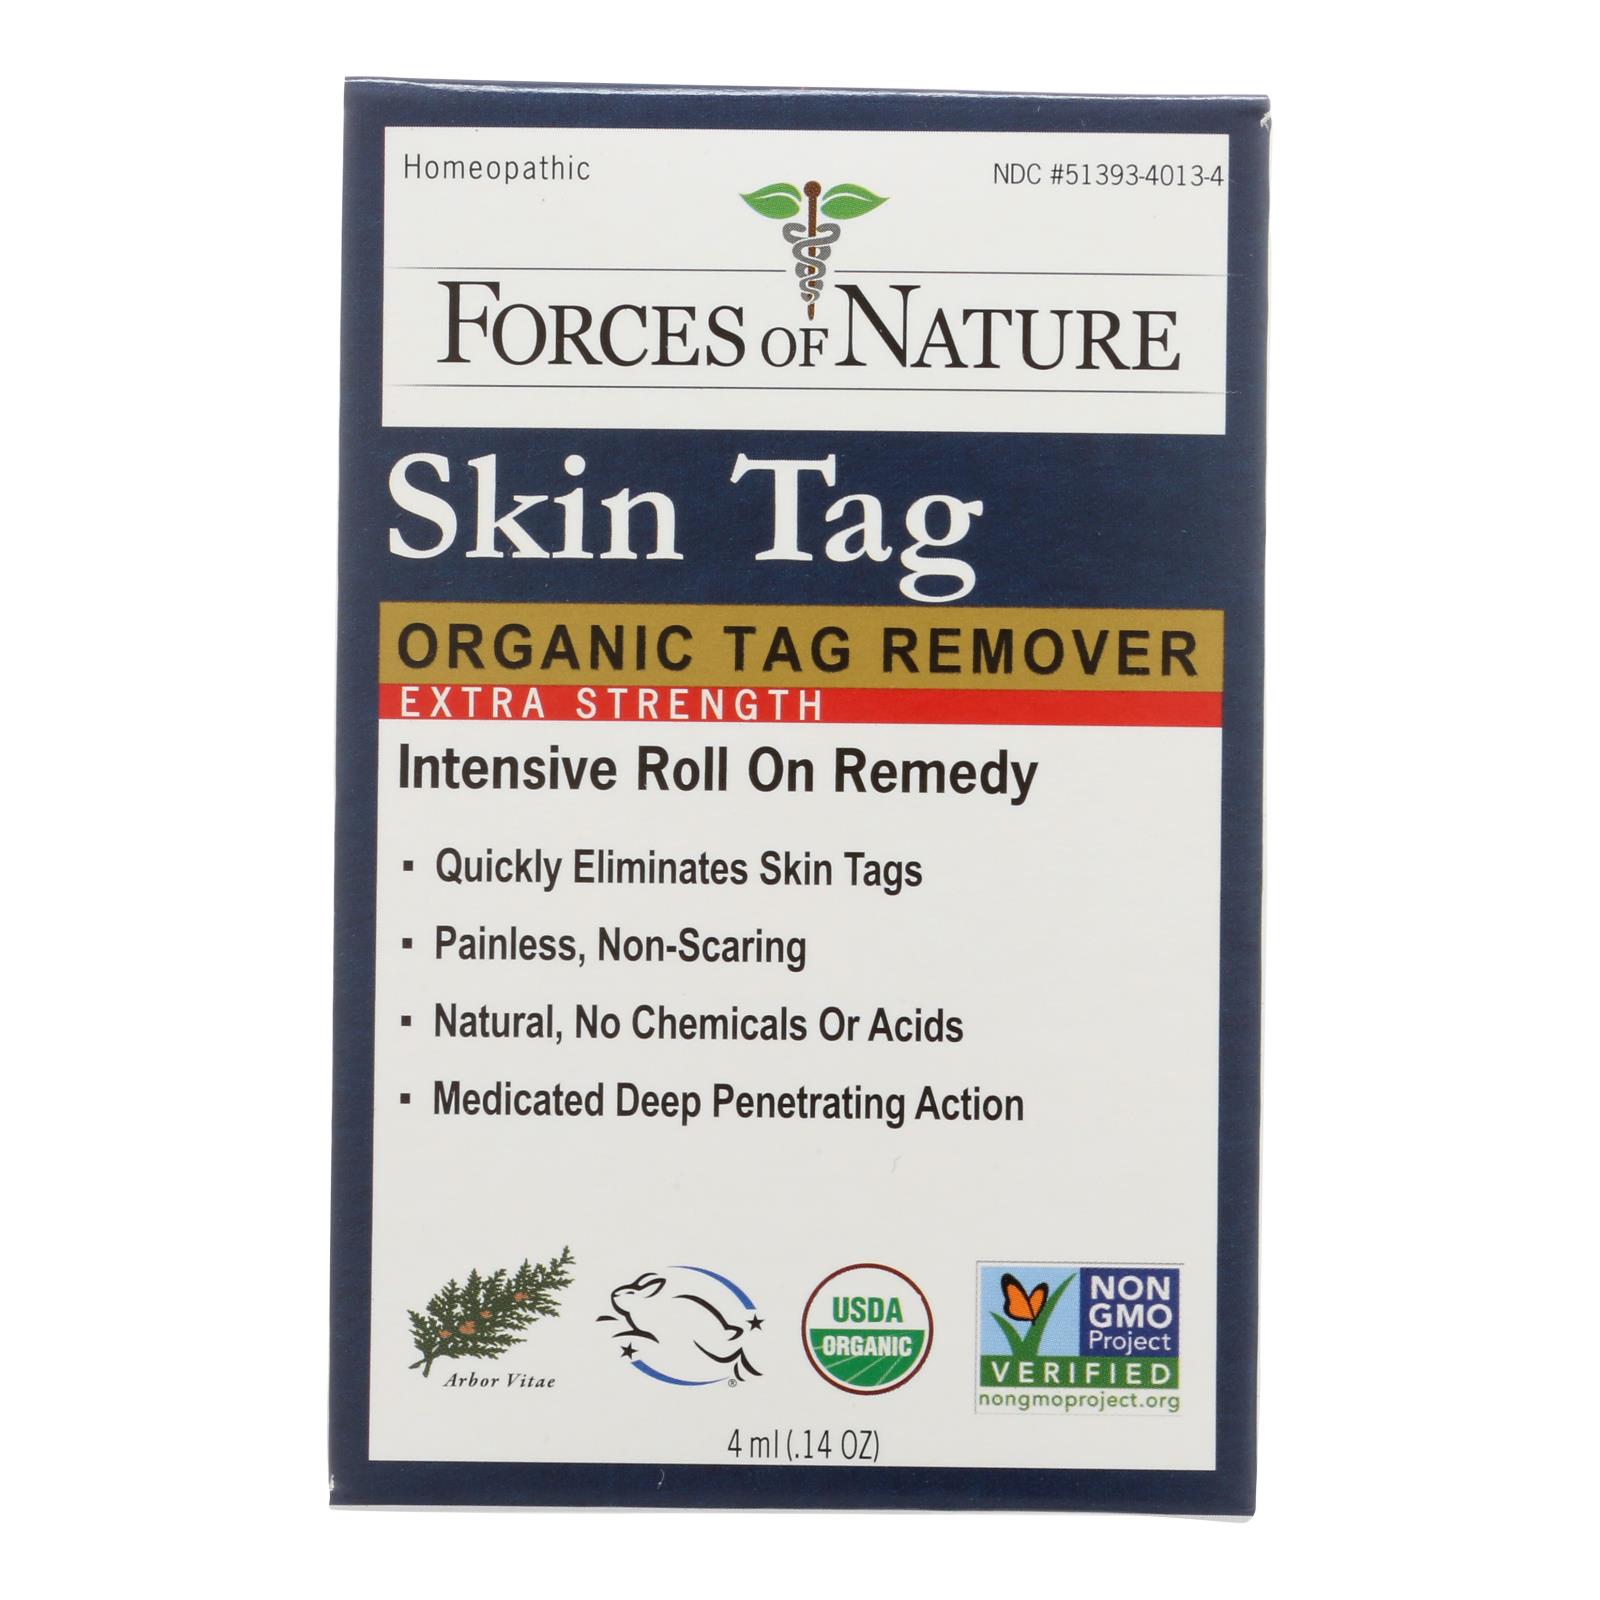 Homeopathic
NDC #51393-4013-4
FORCES OF NATURE
Skin Tag
ORGANIC TAG REMOVER
EXTRA STRENGTH
Intensive Roll On Remedy
▪ Quickly Eliminates Skin Tags
▪ Painless, Non-Scaring
▪ Natural, No Chemicals Or Acids
▪ Medicated Deep Penetrating Action
Arbor Vitae
®
USDA
ORGANIC
NON
GMO
Project
VERIFIED
nongmoproject.org
4 ml (.14 OZ)